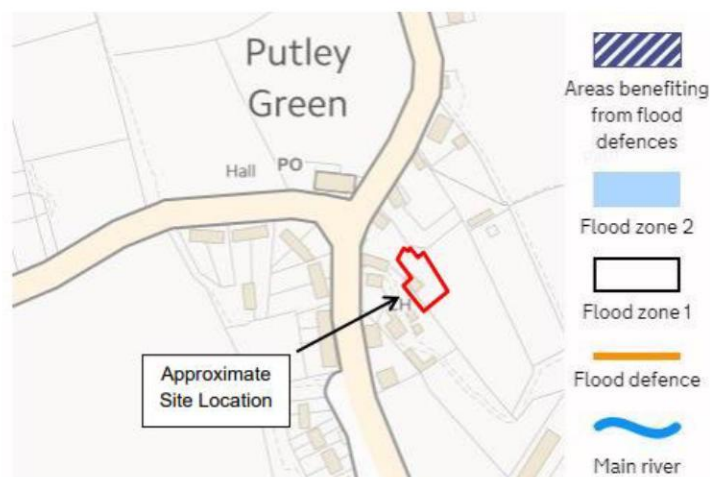 Putley
Green
Hall PO
Approximate
Site Location
Areas benefiting
from flood
defences
Flood zone 2
Flood zone 1
Flood defence
Main river